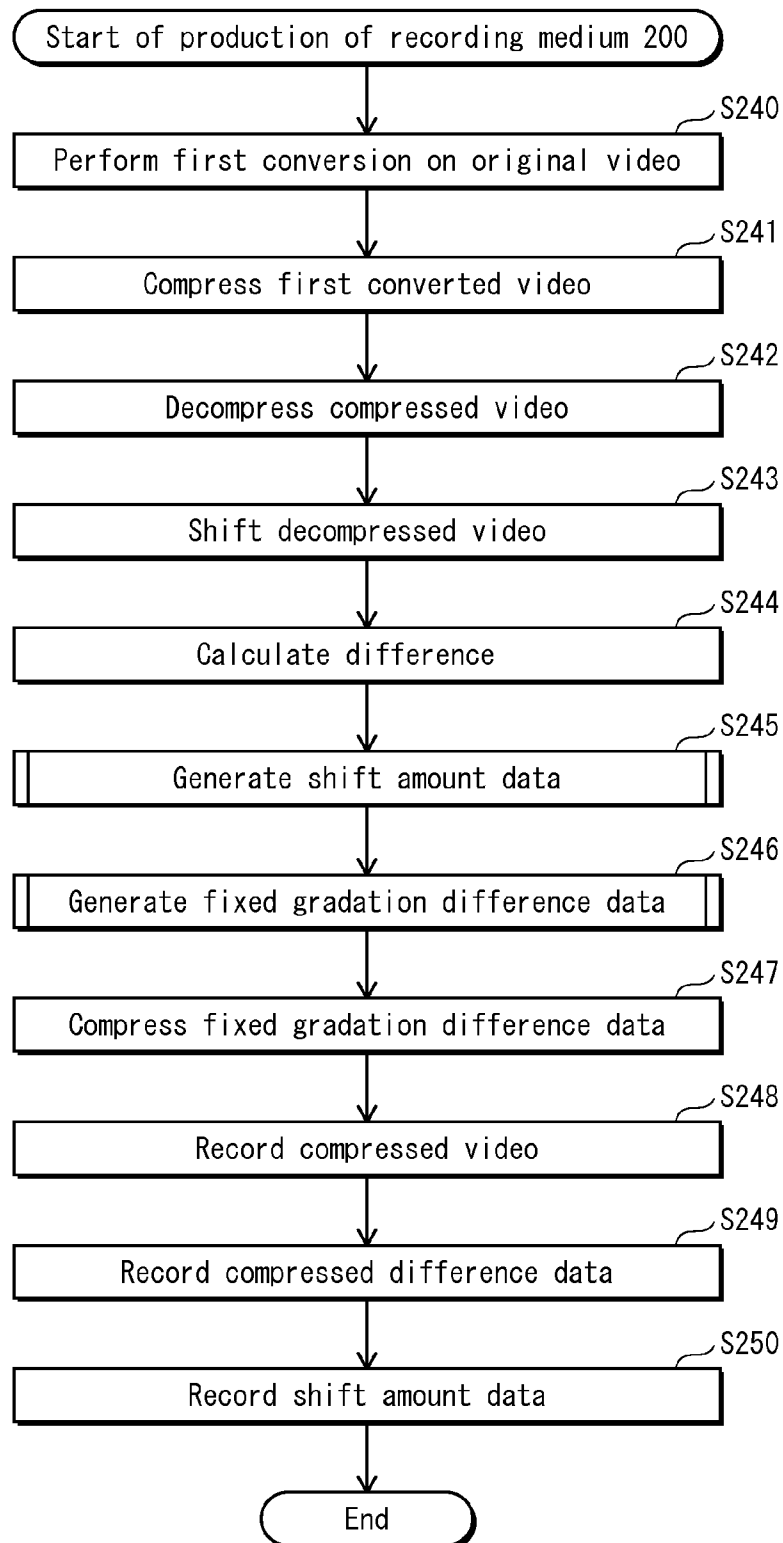 Start of production of recording medium 200
S240
Perform first conversion on original video
S241
Compress first converted video
S242
Decompress compressed video
S243
Shift decompressed video
S244
Calculate difference
S245
Generate shift amount data
S246
Generate fixed gradation difference data
S247
Compress fixed gradation difference data
S248
Record compressed video
S249
Record compressed difference data
S250
Record shift amount data
End